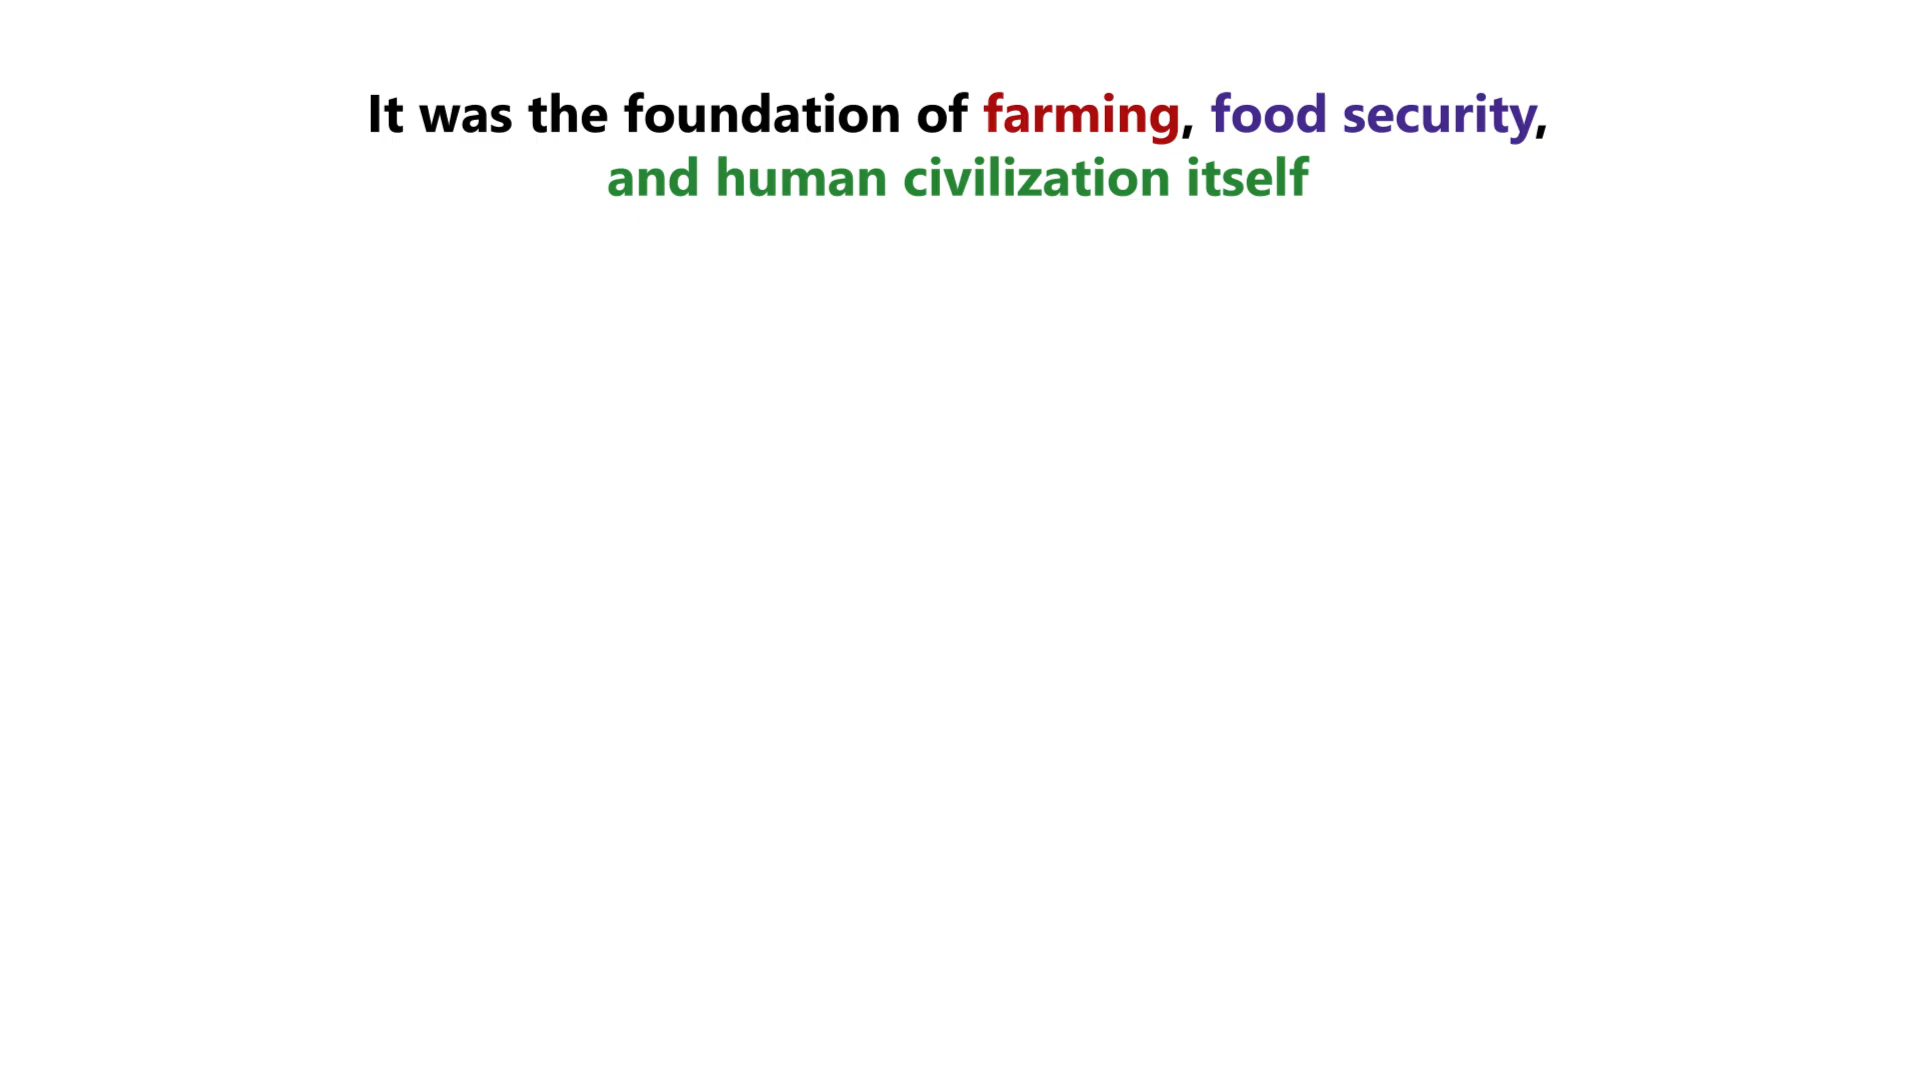 It was the foundation of farming, food security,
and human civilization itself